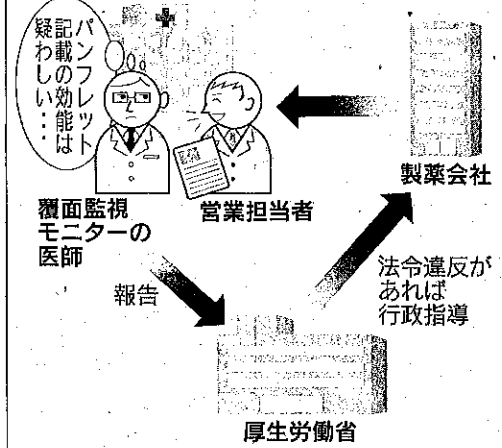 パンフレット
記載の効能は
疑わしい…
製薬会社
営業担当者
覆面監視
モニターの
医師
報告
法令違反が
あれば
行政指導
厚生労働省